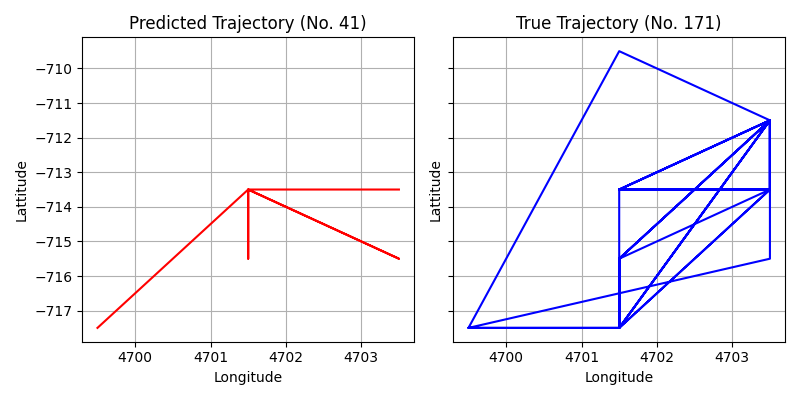 Predicted Trajectory (No. 41)
True Trajectory (No. 171)
Lattitude
−710
−711
−712
−713
−714
−715
−716
−717
4700
4701
4702
4703
Longitude
Lattitude
4700
4701
4702
4703
Longitude